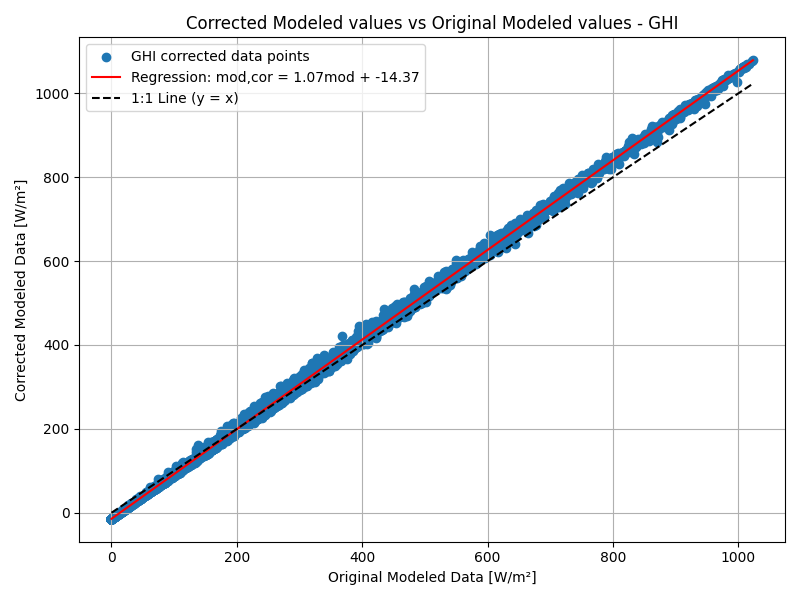 Corrected Modeled values vs Original Modeled values - GHI
GHI corrected data points
Regression: mod,cor = 1.07mod + -14.37
1:1 Line (y = x)
Corrected Modeled Data [W/m²]
1000
800
600
400
200
0
0 200 400 600 800 1000
Original Modeled Data [W/m²]